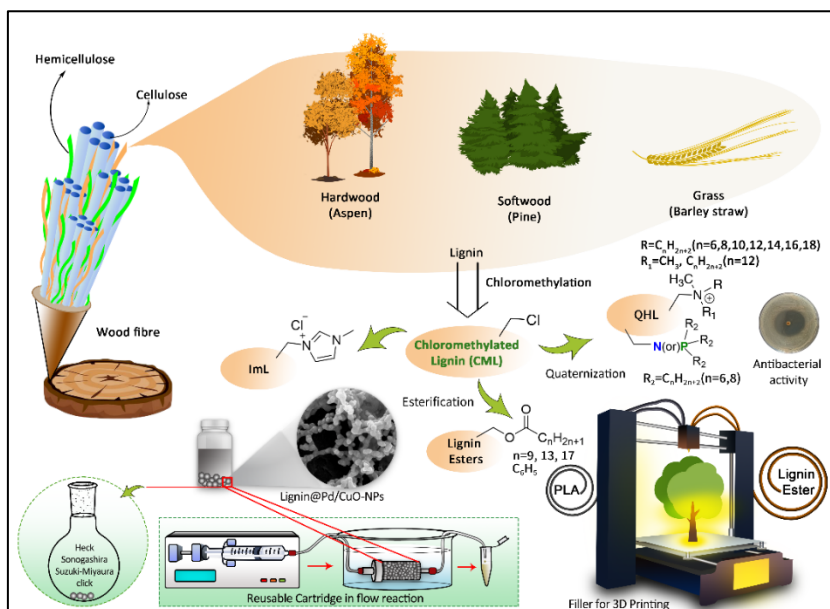 Hemicellulose
Cellulose
Wood fibre
Hardwood
(Aspen)
Softwood
(Pine)
Grass
(Barley straw)
Lignin
Chloromethylation
R=CₙH₂ₙ₊₂(n=6,8,10,12,14,16,18)
R₁=CH₃, CₙH₂ₙ₊₂(n=12)
H₃C
N
R
⊕
R₁
QHL
N(or)P
R₂
R₂
R₂
R₂=CₙH₂ₙ₊₂(n=6,8)
Antibacterial
activity
Quaternization
Cl
Chloromethylated
Lignin (CML)
Cl⁻
N
+
N
ImL
Esterification
O
O
CₙH₂ₙ₊₁
Lignin
Esters
n=9, 13, 17
C₆H₅
Lignin@Pd/CuO-NPs
Heck
Sonogashira
Suzuki-Miyaura
click
Reusable Cartridge in flow reaction
PLA
Lignin
Ester
Filler for 3D Printing